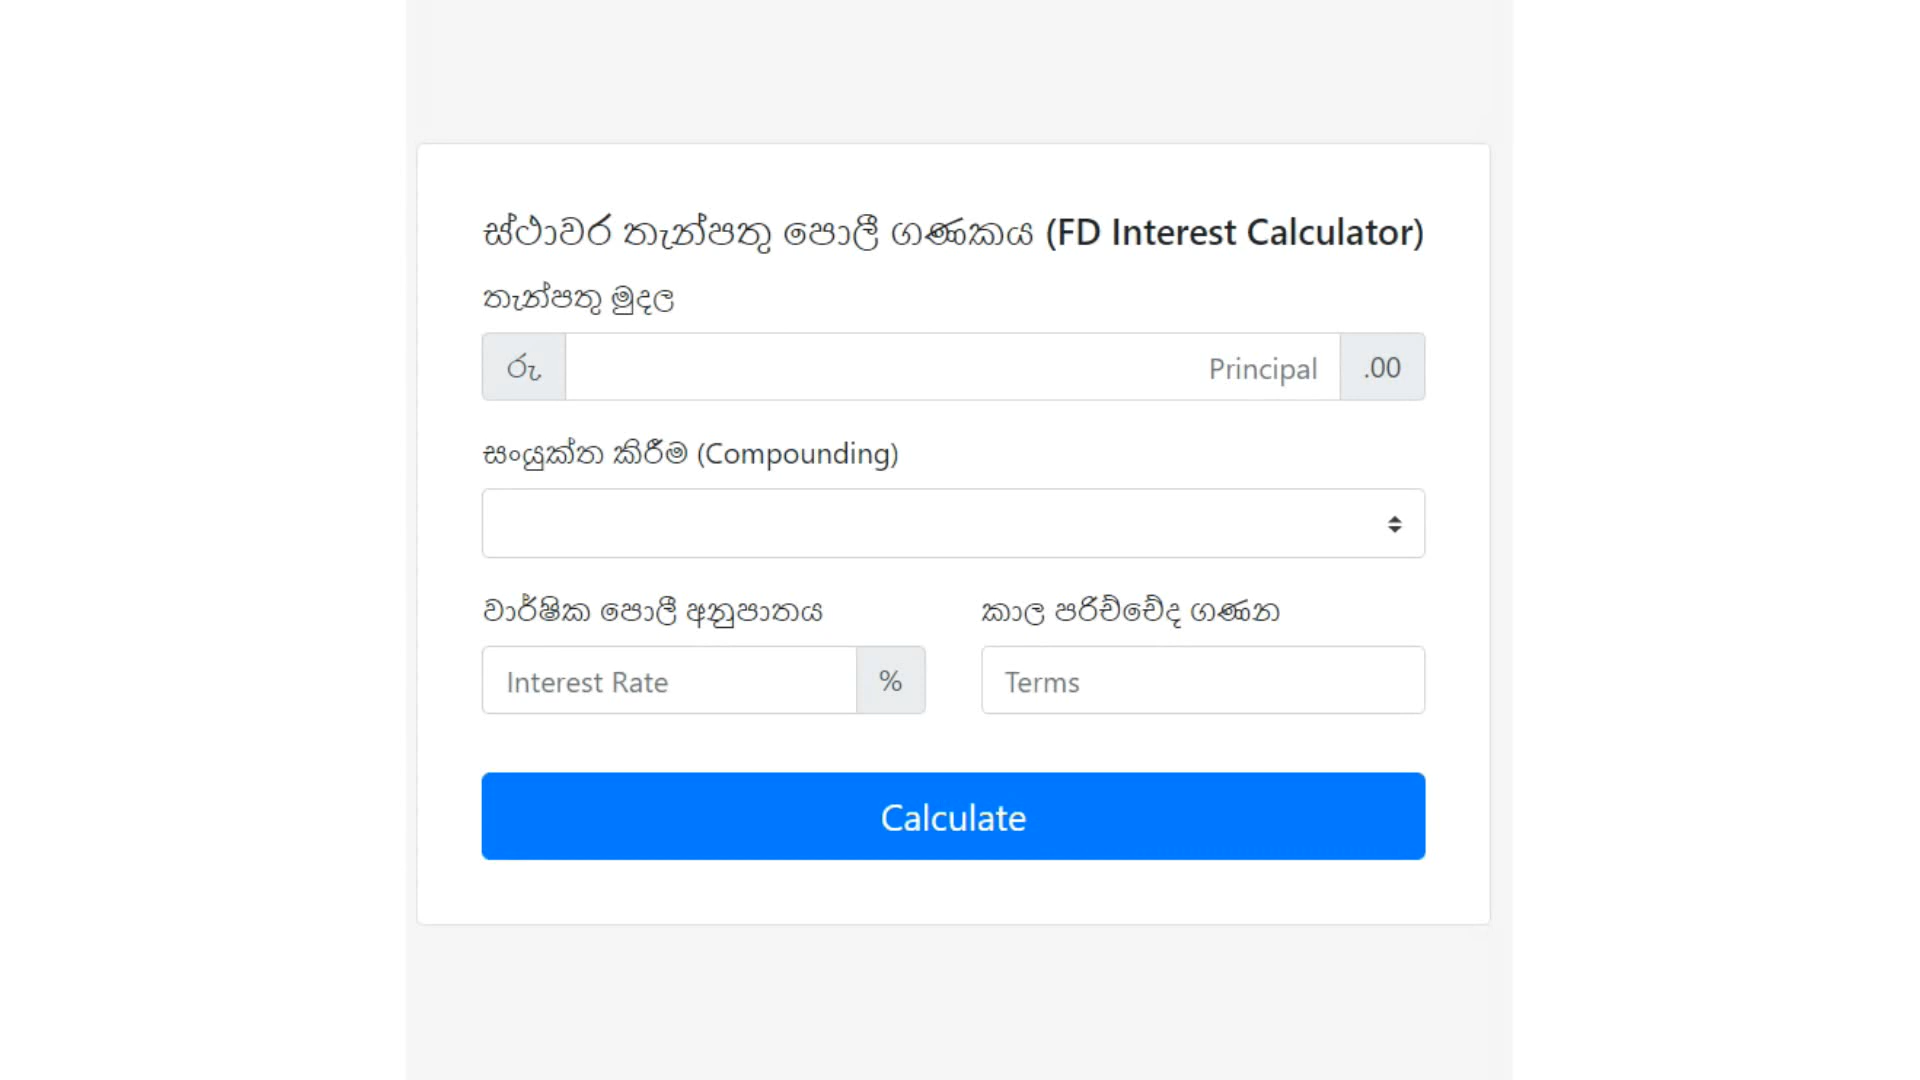 ස්ථාවර තැන්පතු පොලී ගණකය (FD Interest Calculator)
තැන්පතු මුදල
රු Principal .00
සංයුක්ත කිරීම (Compounding)
වාර්ෂික පොලී අනුපාතය කාල පරිච්චේද ගණන
Interest Rate % Terms
Calculate